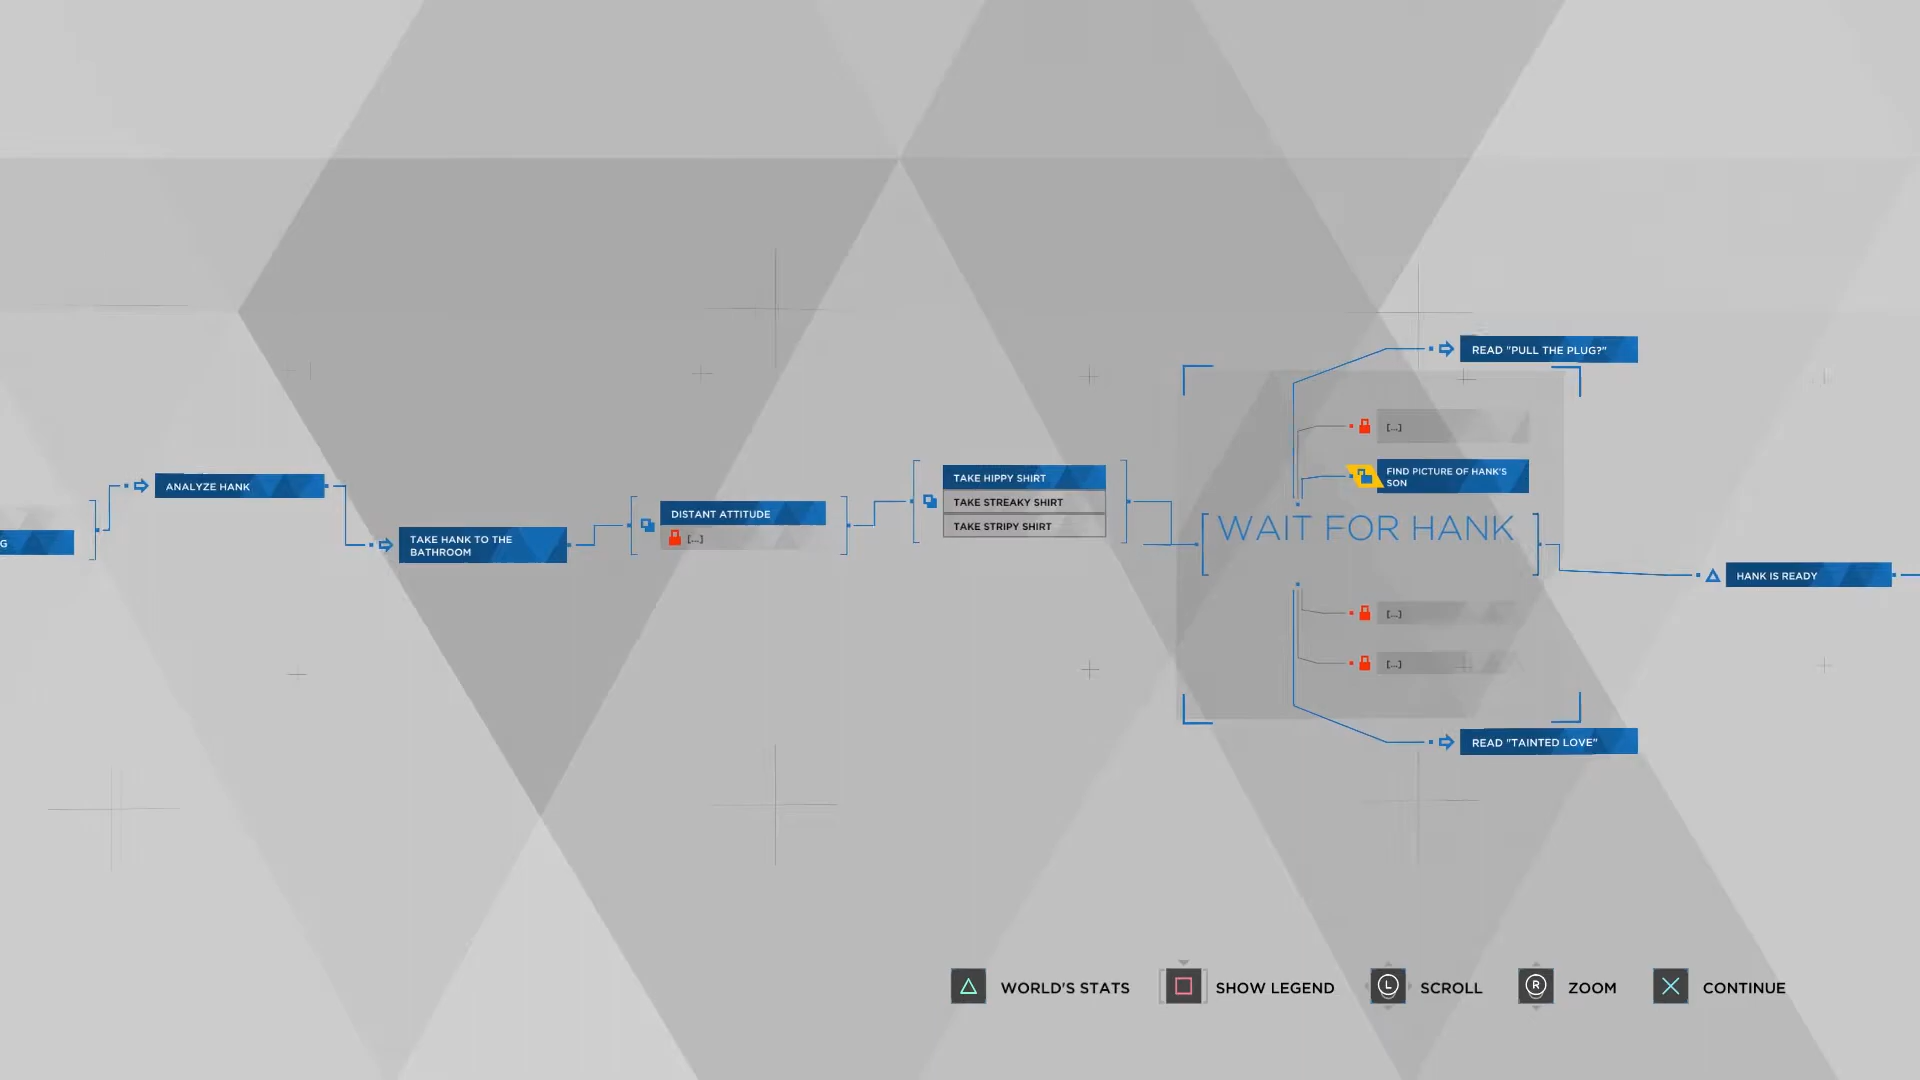 G
ANALYZE HANK
TAKE HANK TO THE
BATHROOM
DISTANT ATTITUDE
[...]
TAKE HIPPY SHIRT
TAKE STREAKY SHIRT
TAKE STRIPY SHIRT
READ "PULL THE PLUG?"
[...]
FIND PICTURE OF HANK'S
SON
WAIT FOR HANK
[...]
[...]
READ "TAINTED LOVE"
HANK IS READY
WORLD'S STATS
SHOW LEGEND
L
SCROLL
R
ZOOM
CONTINUE